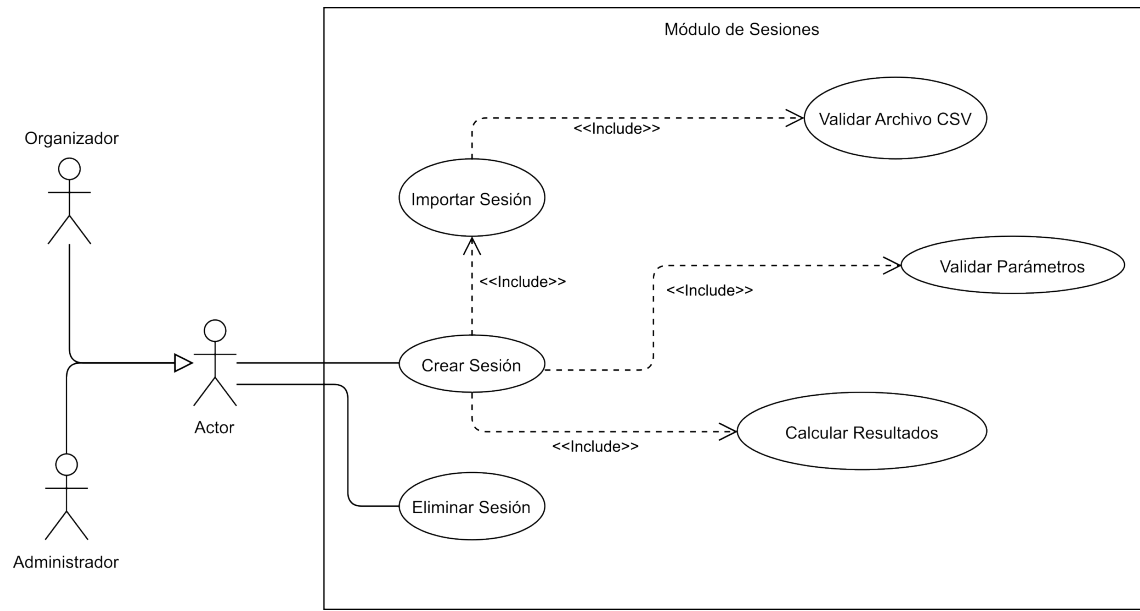 Módulo de Sesiones
Validar Archivo CSV
<<Include>>
Organizador
Importar Sesión
Validar Parámetros
<<Include>>
<<Include>>
Crear Sesión
Actor
Calcular Resultados
<<Include>>
Eliminar Sesión
Administrador